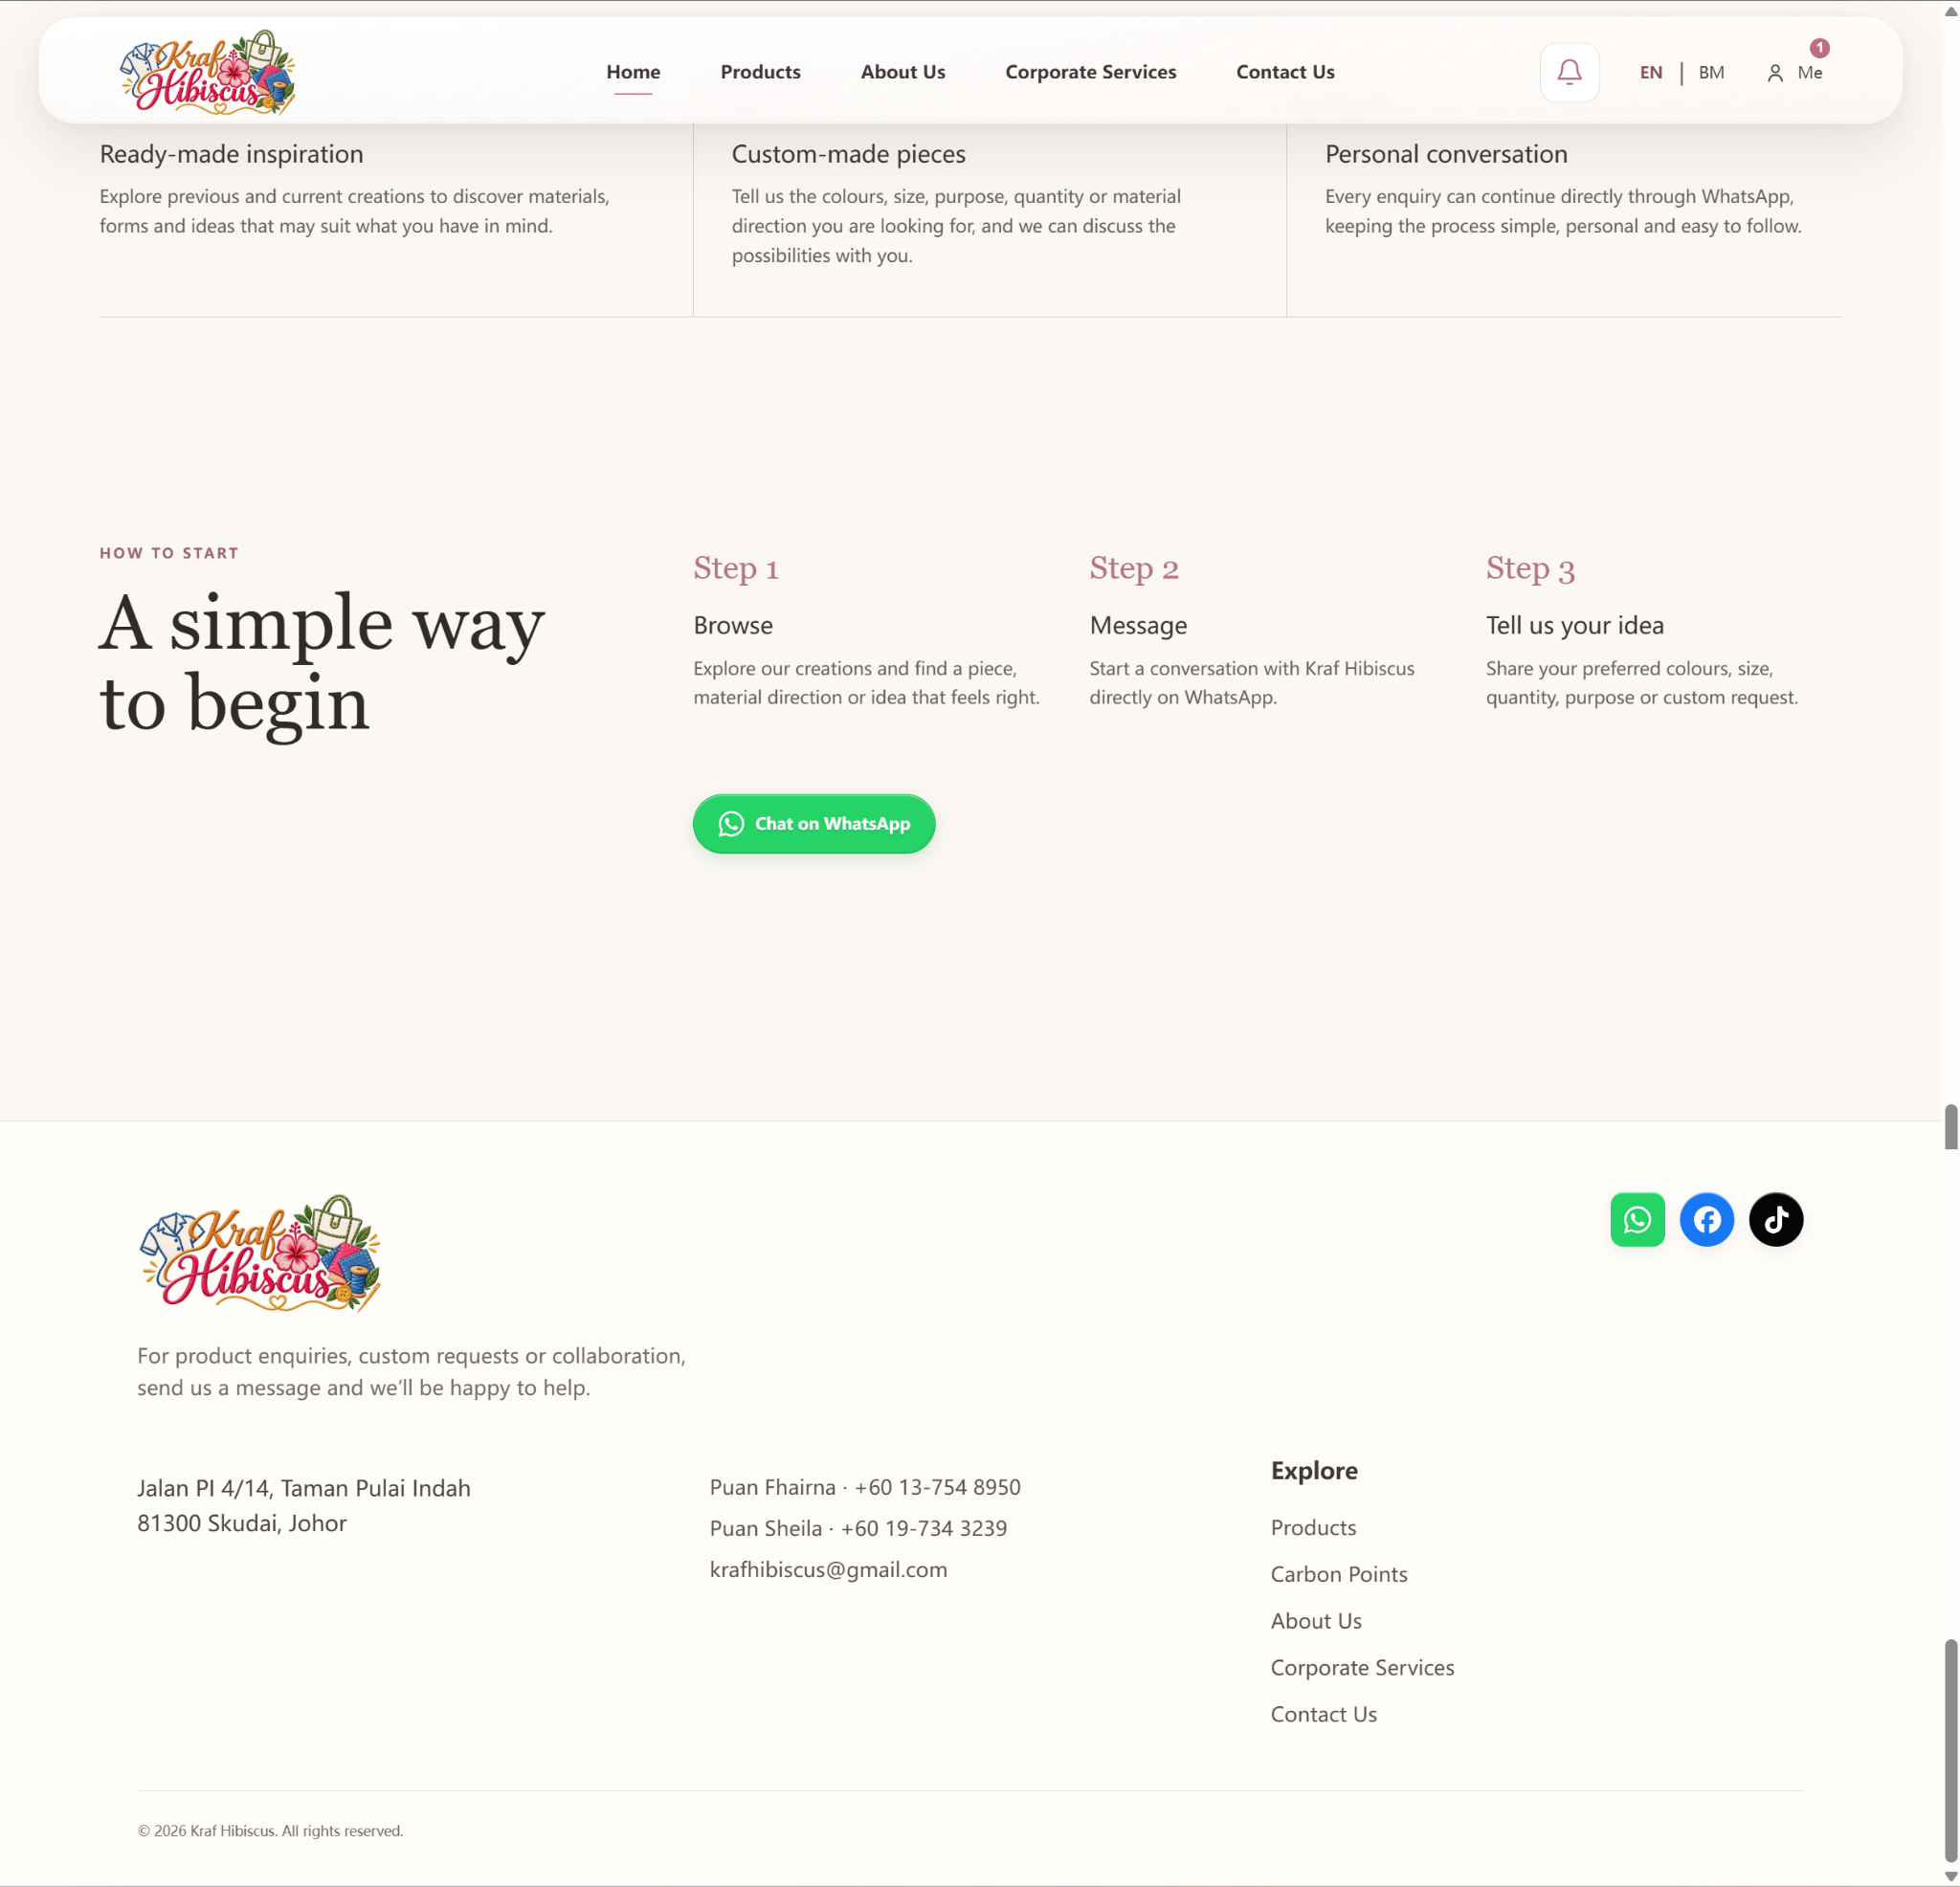 Kraf
Hibiscus
Home
Products
About Us
Corporate Services
Contact Us
EN | BM
Me
1
Ready-made inspiration
Explore previous and current creations to discover materials,
forms and ideas that may suit what you have in mind.
Custom-made pieces
Tell us the colours, size, purpose, quantity or material
direction you are looking for, and we can discuss the
possibilities with you.
Personal conversation
Every enquiry can continue directly through WhatsApp,
keeping the process simple, personal and easy to follow.
HOW TO START
A simple way
to begin
Step 1
Browse
Explore our creations and find a piece,
material direction or idea that feels right.
Step 2
Message
Start a conversation with Kraf Hibiscus
directly on WhatsApp.
Step 3
Tell us your idea
Share your preferred colours, size,
quantity, purpose or custom request.
Chat on WhatsApp
Kraf
Hibiscus
For product enquiries, custom requests or collaboration,
send us a message and we’ll be happy to help.
Jalan PI 4/14, Taman Pulai Indah
81300 Skudai, Johor
Puan Fhairna · +60 13-754 8950
Puan Sheila · +60 19-734 3239
krafhibiscus@gmail.com
Explore
Products
Carbon Points
About Us
Corporate Services
Contact Us
© 2026 Kraf Hibiscus. All rights reserved.